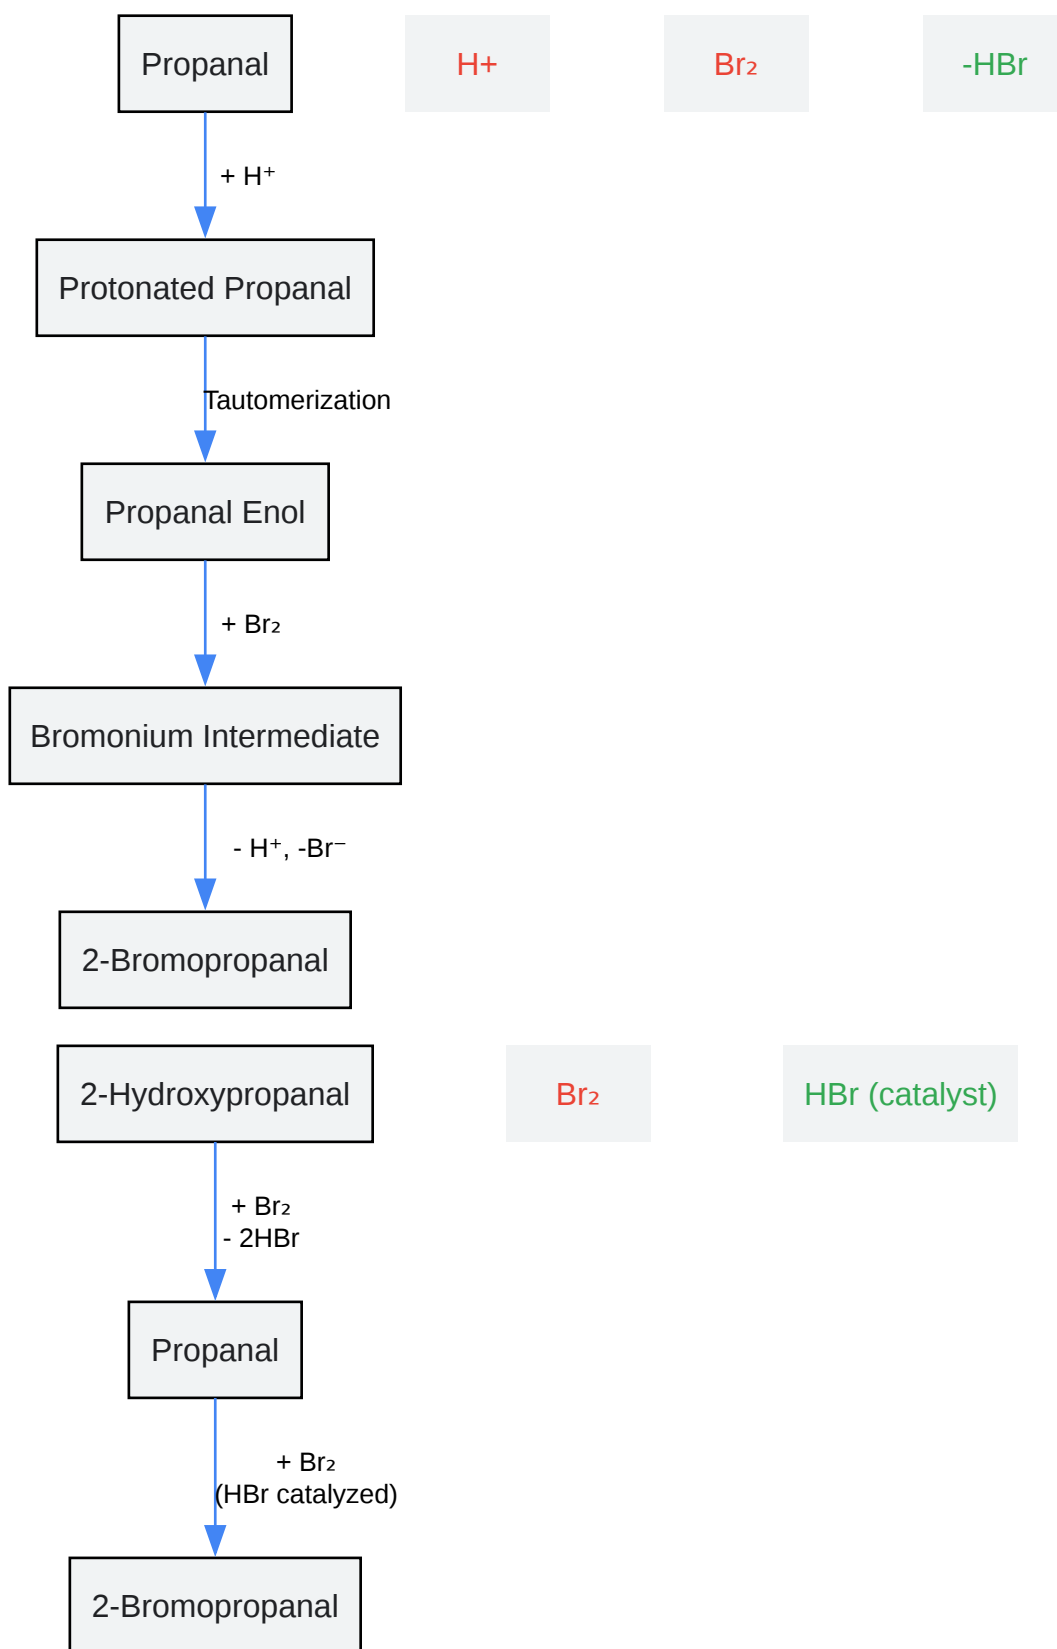 Propanal
H+
Br₂
-HBr
+ H⁺
Protonated Propanal
Tautomerization
Propanal Enol
+ Br₂
Bromonium Intermediate
- H⁺, -Br⁻
2-Bromopropanal
2-Hydroxypropanal
Br₂
HBr (catalyst)
+ Br₂
- 2HBr
Propanal
+ Br₂
(HBr catalyzed)
2-Bromopropanal